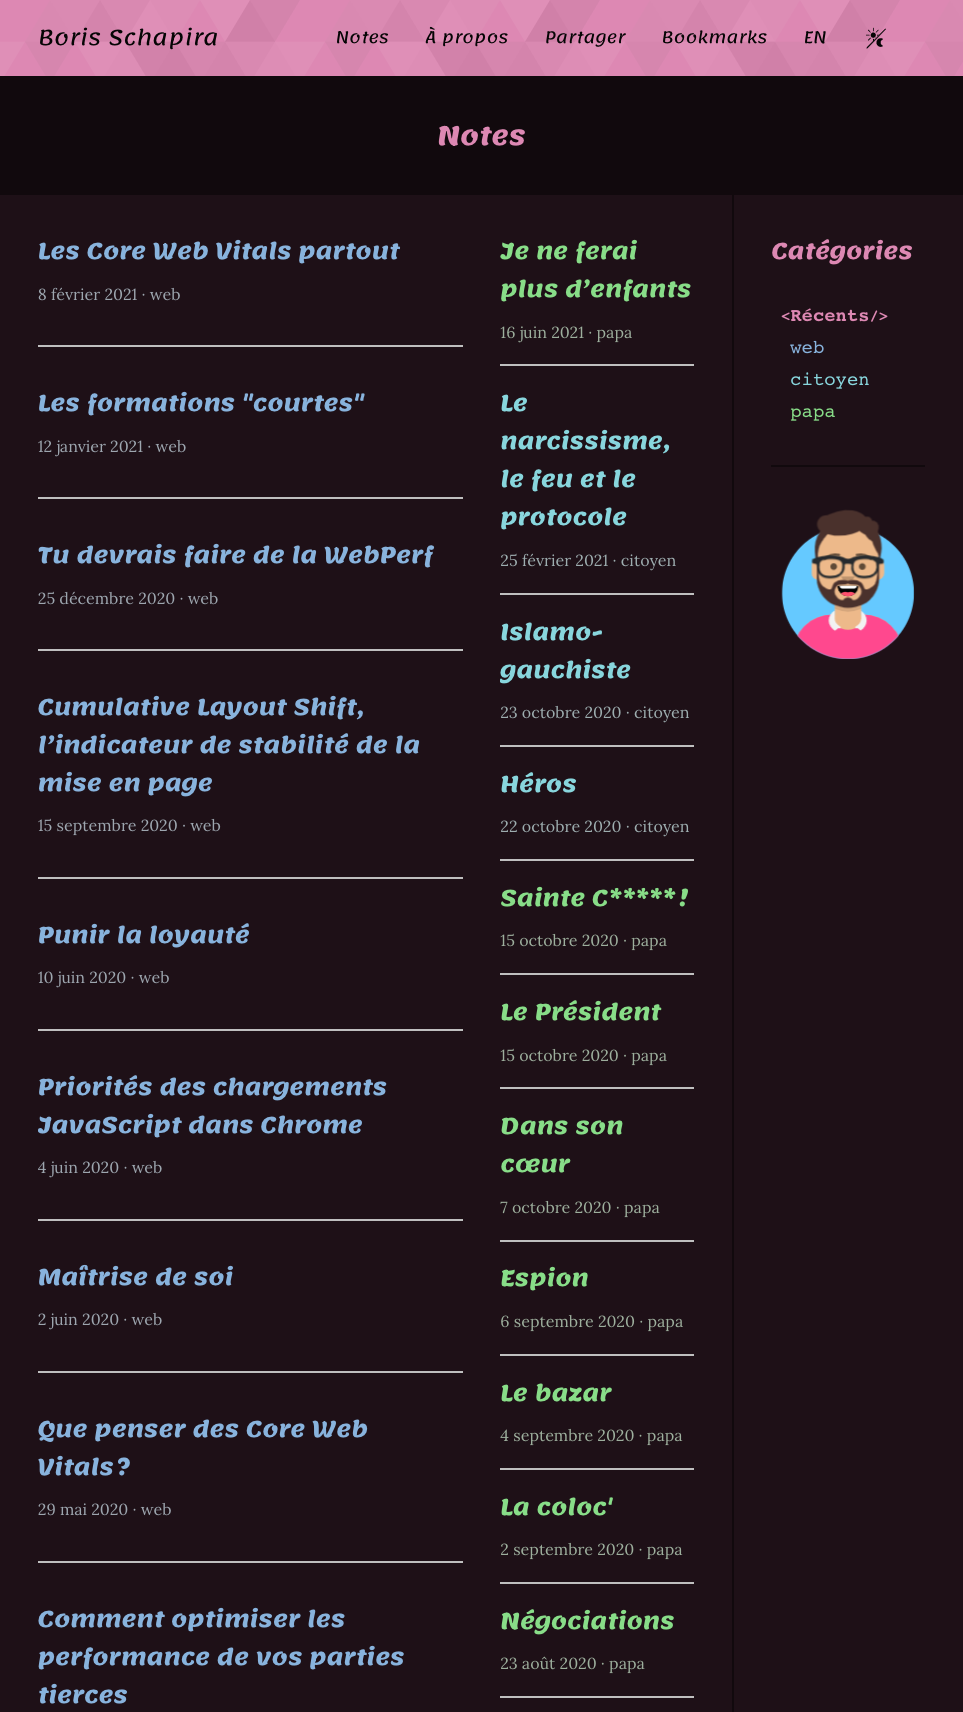 Boris Schapira
Notes
À propos
Partager
Bookmarks
EN
Notes
Les Core Web Vitals partout
8 février 2021 · web
Les formations "courtes"
12 janvier 2021 · web
Tu devrais faire de la WebPerf
25 décembre 2020 · web
Cumulative Layout Shift,
l’indicateur de stabilité de la
mise en page
15 septembre 2020 · web
Punir la loyauté
10 juin 2020 · web
Priorités des chargements
JavaScript dans Chrome
4 juin 2020 · web
Maîtrise de soi
2 juin 2020 · web
Que penser des Core Web
Vitals ?
29 mai 2020 · web
Comment optimiser les
performance de vos parties
tierces
Je ne ferai
plus d’enfants
16 juin 2021 · papa
Le
narcissisme,
le feu et le
protocole
25 février 2021 · citoyen
Islamo-
gauchiste
23 octobre 2020 · citoyen
Héros
22 octobre 2020 · citoyen
Sainte C***** !
15 octobre 2020 · papa
Le Président
15 octobre 2020 · papa
Dans son
cœur
7 octobre 2020 · papa
Espion
6 septembre 2020 · papa
Le bazar
4 septembre 2020 · papa
La coloc'
2 septembre 2020 · papa
Négociations
23 août 2020 · papa
Catégories
<Récents/>
web
citoyen
papa